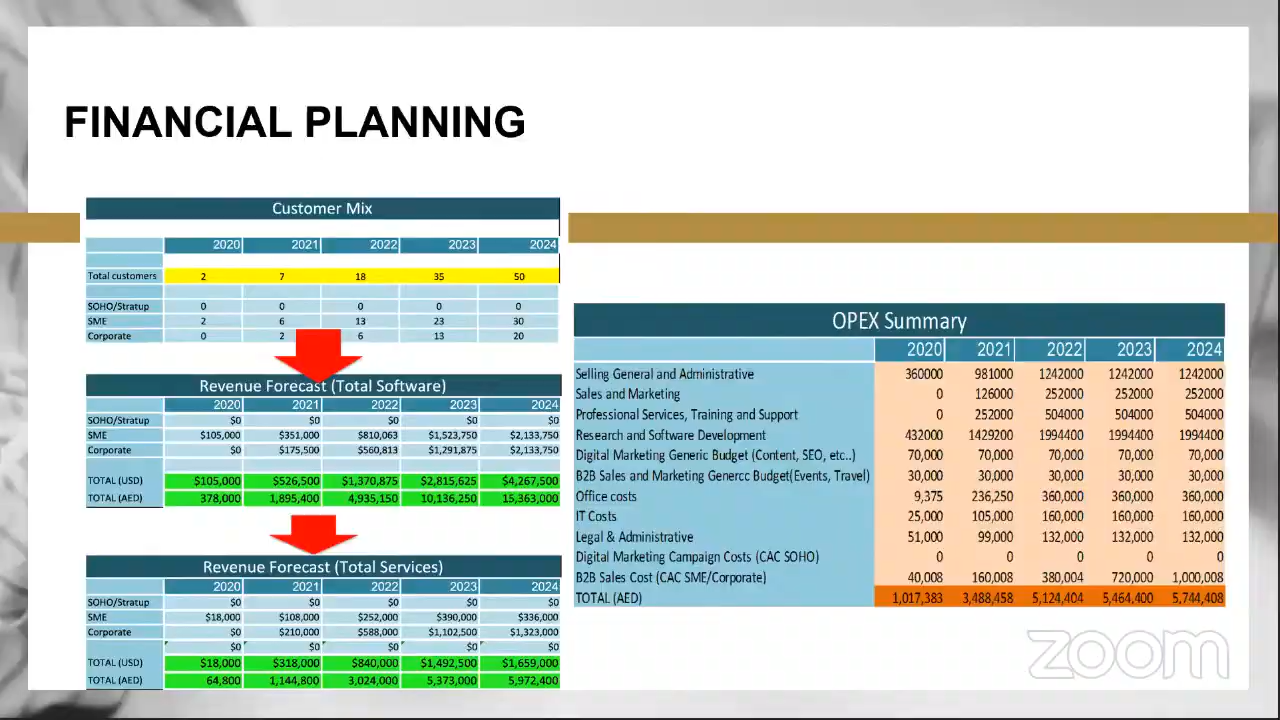 FINANCIAL PLANNING
Customer Mix
2020 2021 2022 2023 2024
Total customers 2 7 18 35 50
SOHO/Stratup 0 0 0 0 0
SME 2 6 13 23 30
Corporate 0 2 6 13 20
Revenue Forecast (Total Software)
2020 2021 2022 2023 2024
SOHO/Stratup $0 $0 $0 $0 $0
SME $105,000 $351,000 $810,063 $1,523,750 $2,133,750
Corporate $0 $175,500 $560,813 $1,291,875 $2,133,750
TOTAL (USD) $105,000 $526,500 $1,370,875 $2,815,625 $4,267,500
TOTAL (AED) 378,000 1,895,400 4,935,150 10,136,250 15,363,000
Revenue Forecast (Total Services)
2020 2021 2022 2023 2024
SOHO/Stratup $0 $0 $0 $0 $0
SME $18,000 $108,000 $252,000 $390,000 $336,000
Corporate $0 $210,000 $588,000 $1,102,500 $1,323,000
$0 $0 $0 $0 $0
TOTAL (USD) $18,000 $318,000 $840,000 $1,492,500 $1,659,000
TOTAL (AED) 64,800 1,144,800 3,024,000 5,373,000 5,972,400
OPEX Summary
2020 2021 2022 2023 2024
Selling General and Administrative 360000 981000 1242000 1242000 1242000
Sales and Marketing 0 126000 252000 252000 252000
Professional Services, Training and Support 0 252000 504000 504000 504000
Research and Software Development 432000 1429200 1994400 1994400 1994400
Digital Marketing Generic Budget (Content, SEO, etc..) 70,000 70,000 70,000 70,000 70,000
B2B Sales and Marketing Genercc Budget(Events, Travel) 30,000 30,000 30,000 30,000 30,000
Office costs 9,375 236,250 360,000 360,000 360,000
IT Costs 25,000 105,000 160,000 160,000 160,000
Legal & Administrative 51,000 99,000 132,000 132,000 132,000
Digital Marketing Campaign Costs (CAC SOHO) 0 0 0 0 0
B2B Sales Cost (CAC SME/Corporate) 40,008 160,008 380,004 720,000 1,000,008
TOTAL (AED) 1,017,383 3,488,458 5,124,404 5,464,400 5,744,408
zoom